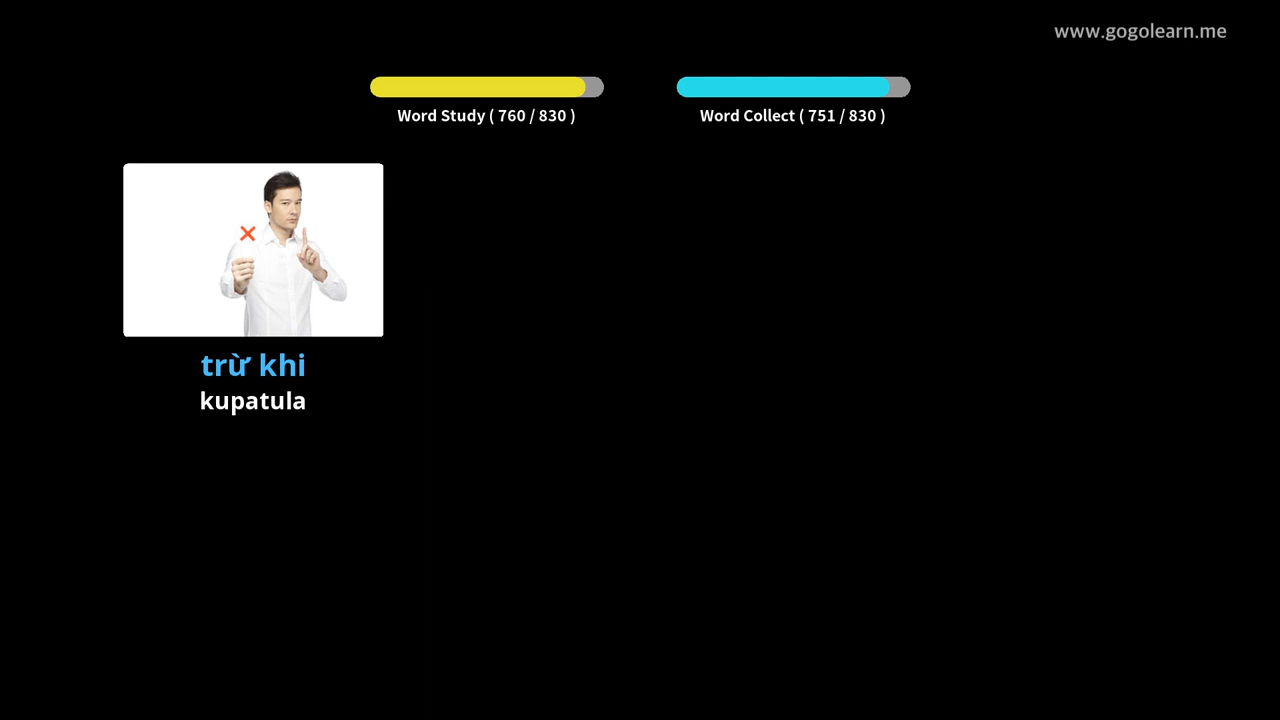 www.gogolearn.me
Word Study ( 760 / 830 )
Word Collect ( 751 / 830 )
trừ khi
kupatula